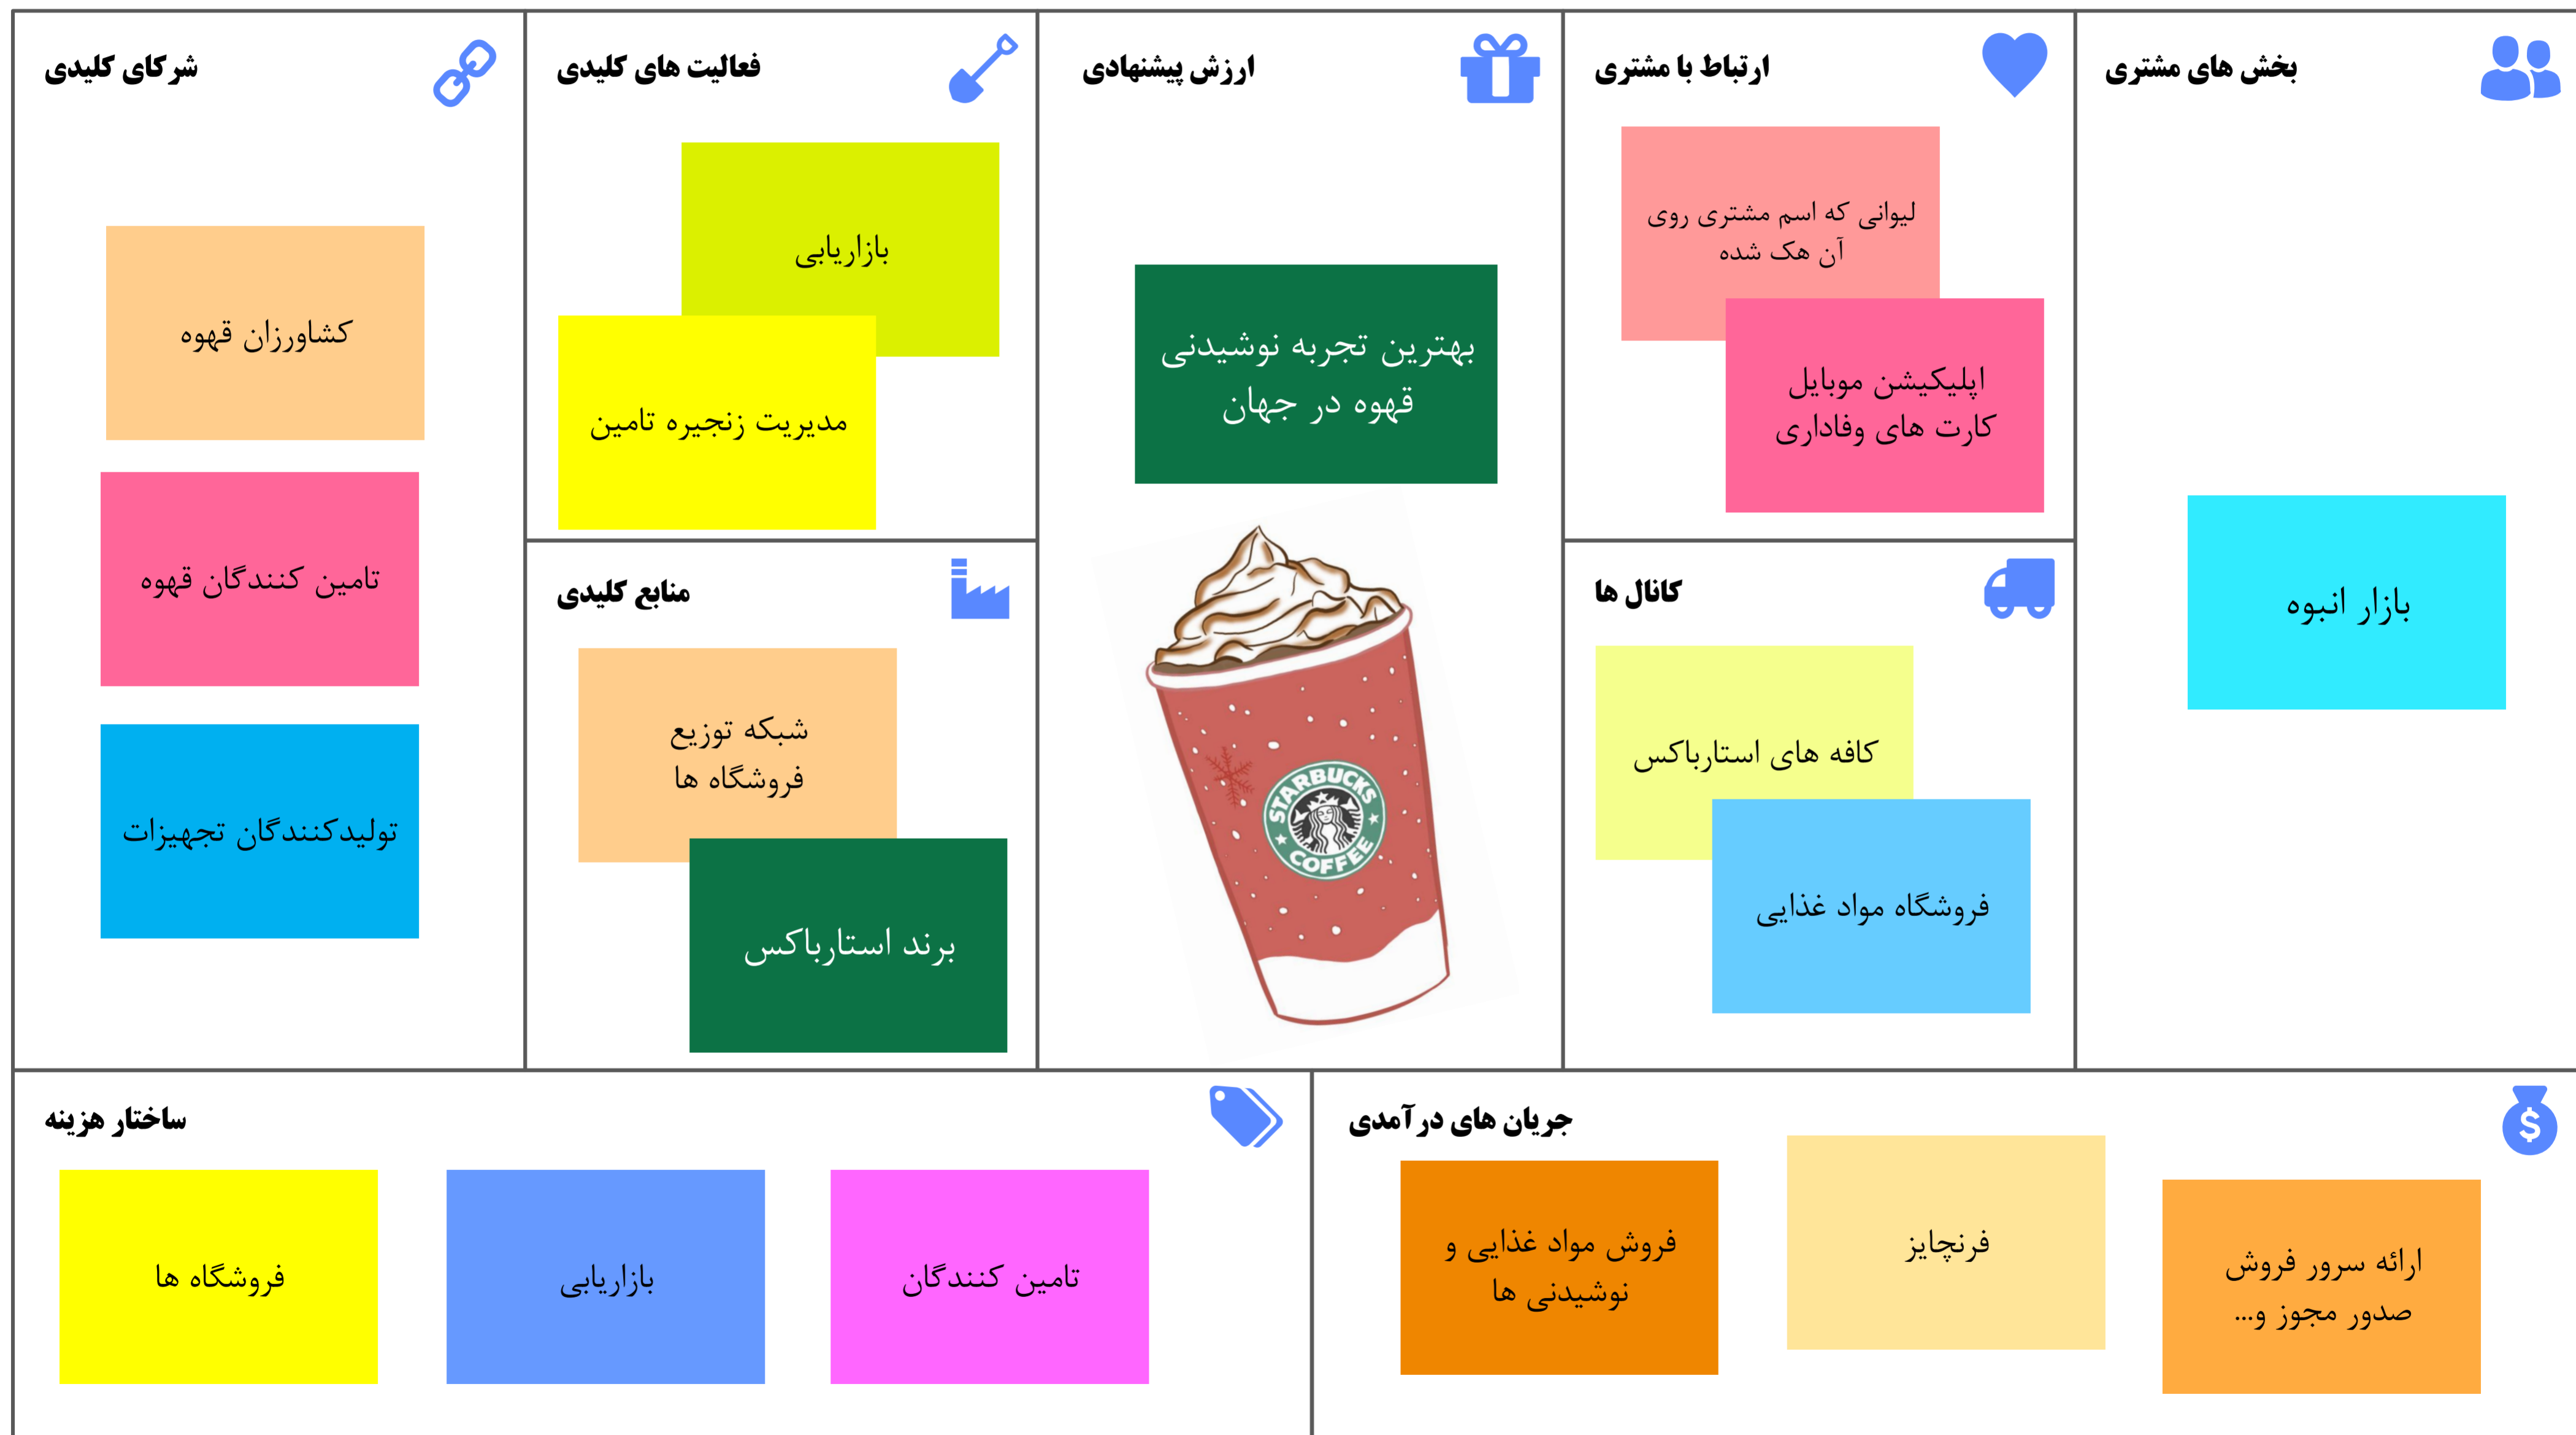 شرکای کلیدی
کشاورزان قهوه
تامین کنندگان قهوه
تولیدکنندگان تجهیزات
فعالیت های کلیدی
بازاریابی
مدیریت زنجیره تامین
منابع کلیدی
شبکه توزیع
فروشگاه ها
برند استارباکس
ارزش پیشنهادی
بهترین تجربه نوشیدنی
قهوه در جهان
STARBUCKS
COFFEE
ارتباط با مشتری
لیوانی که اسم مشتری روی
آن هک شده
اپلیکیشن موبایل
کارت های وفاداری
کانال ها
کافه های استارباکس
فروشگاه مواد غذایی
بخش های مشتری
بازار انبوه
ساختار هزینه
فروشگاه ها
بازاریابی
تامین کنندگان
جریان های درآمدی
فروش مواد غذایی و
نوشیدنی ها
فرنچایز
ارائه سرور فروش
صدور مجوز و...
$